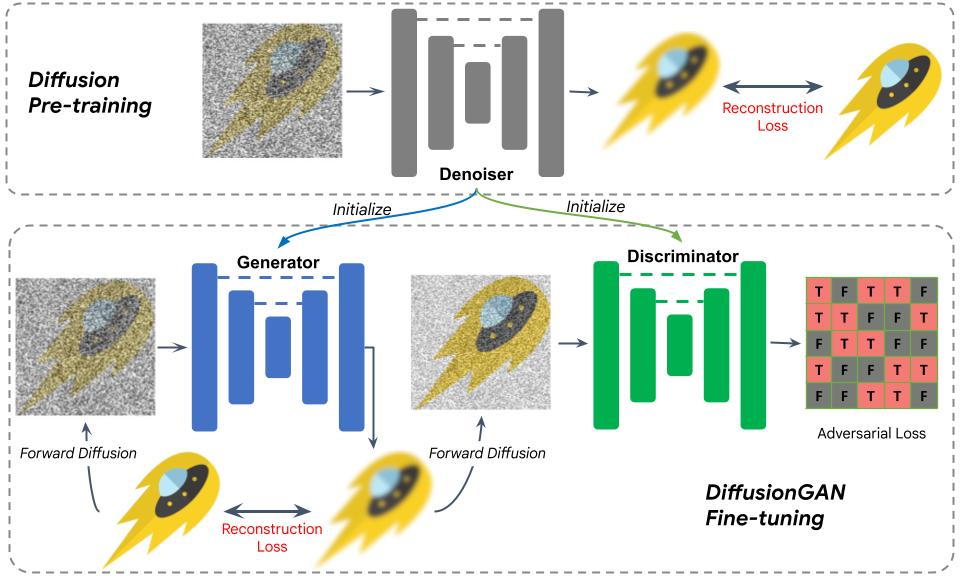 Diffusion
Pre-training
Reconstruction
Loss
Denoiser
Initialize
Initialize
Generator
Discriminator
T F T T F
T T F F T
F T T F F
T F F T T
F F T T F
Adversarial Loss
Forward Diffusion
Forward Diffusion
Reconstruction
Loss
DiffusionGAN
Fine-tuning